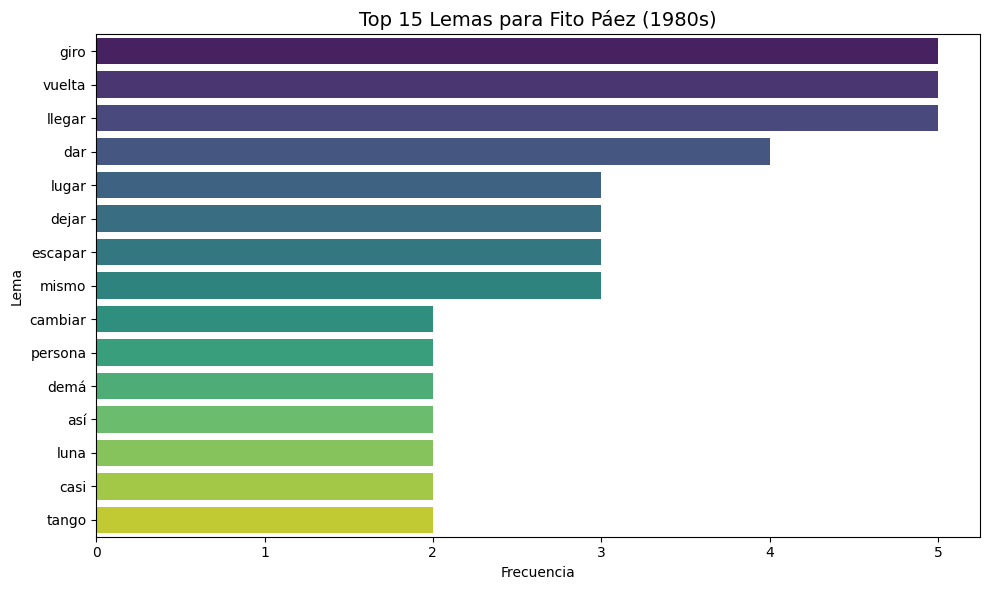 Top 15 Lemas para Fito Páez (1980s)
giro
vuelta
llegar
dar
lugar
dejar
escapar
mismo
cambiar
persona
demá
así
luna
casi
tango
Lema
0 1 2 3 4 5
Frecuencia